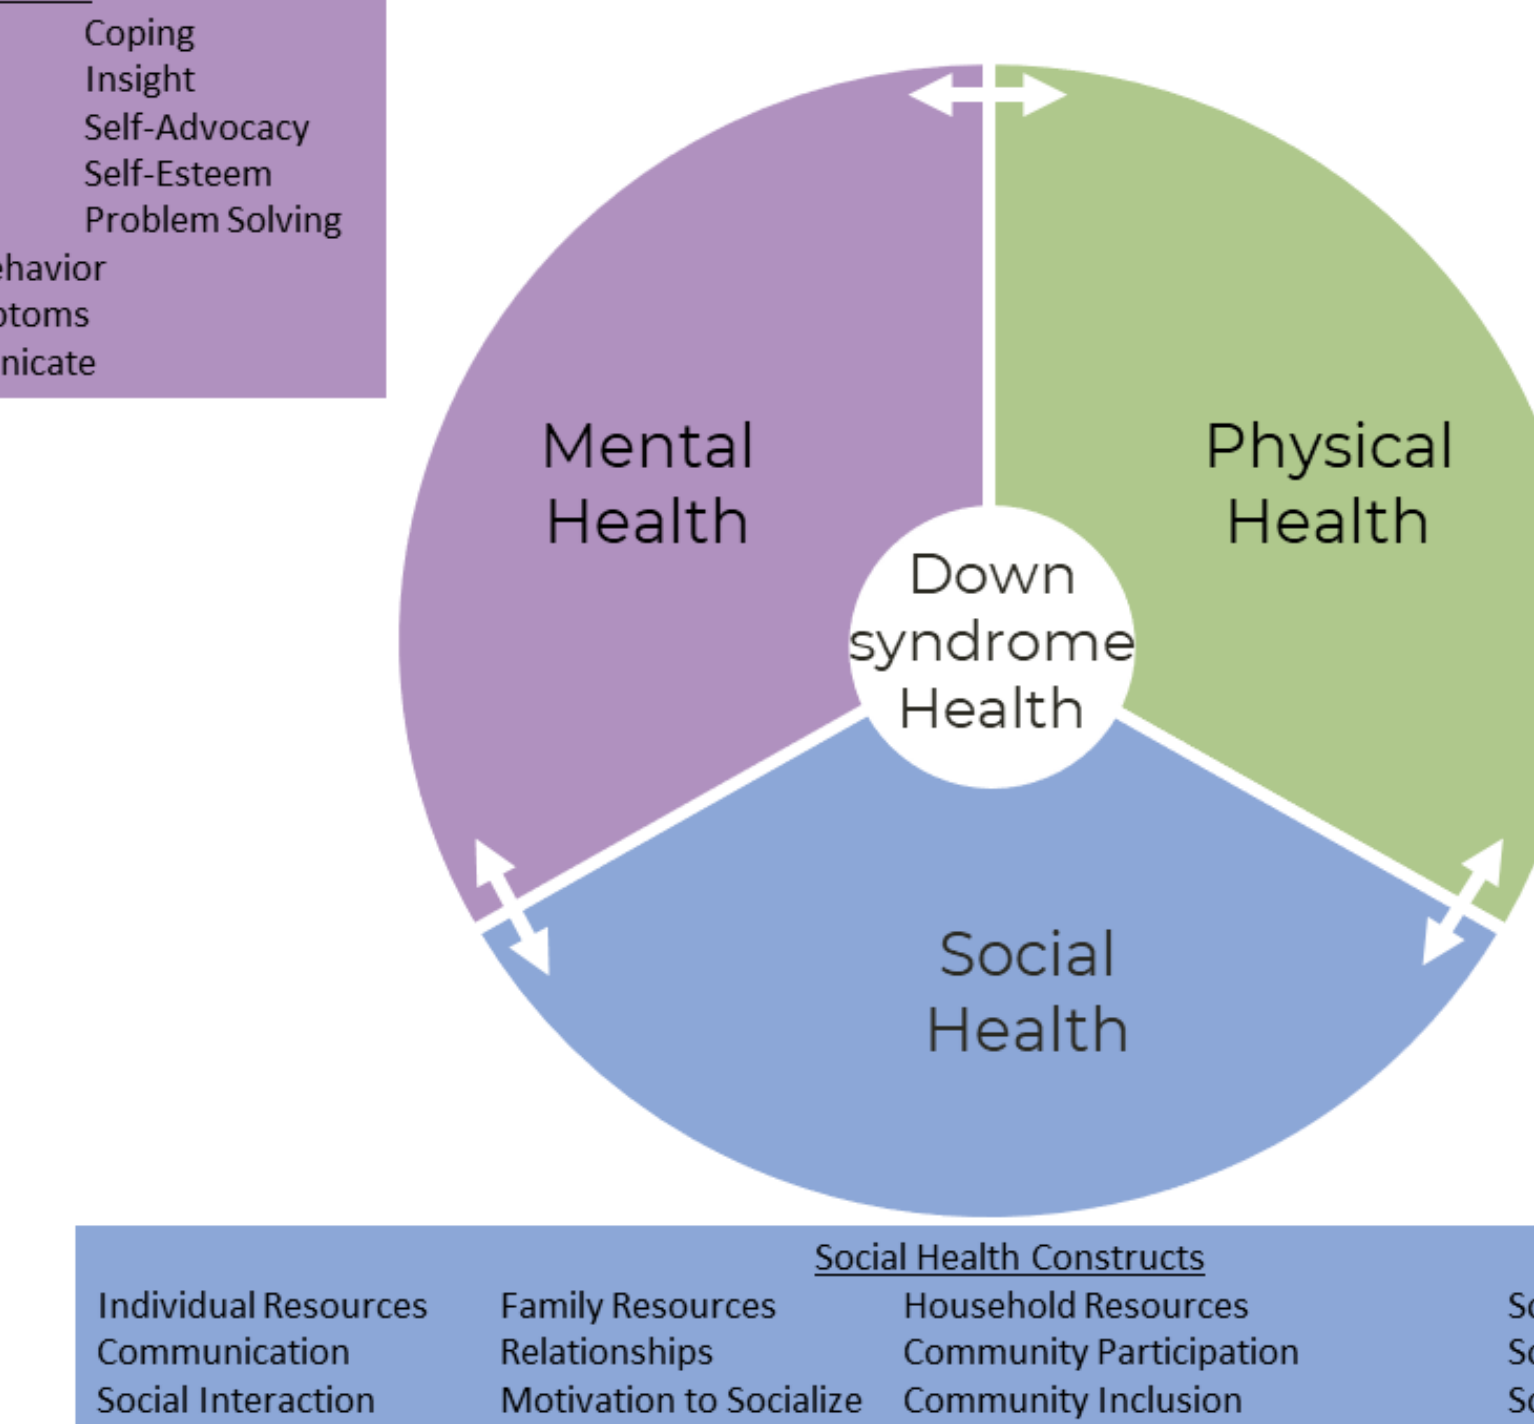 Coping
Insight
Self-Advocacy
Self-Esteem
Problem Solving
Mental
Health
Physical
Health
Down
syndrome
Health
Social
Health
Social Health Constructs
Individual Resources Family Resources Household Resources
Communication Relationships Community Participation
Social Interaction Motivation to Socialize Community Inclusion